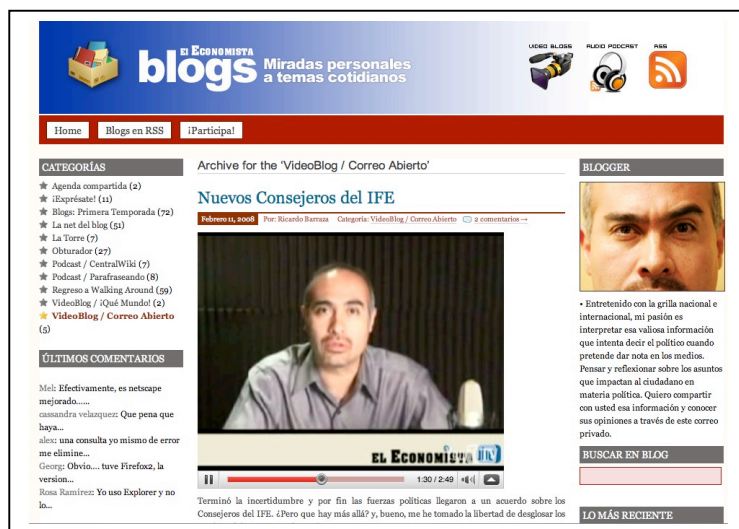 EL ECONOMISTA
blogs
Miradas personales
a temas cotidianos
VIDEO BLOGS
AUDIO PODCAST
RSS
Home
Blogs en RSS
¡Participa!
CATEGORÍAS
Agenda compartida (2)
¡Exprésate! (11)
Blogs: Primera Temporada (72)
La net del blog (51)
La Torre (7)
Obturador (27)
Podcast / CentralWiki (7)
Podcast / Parafraseando (8)
Regreso a Walking Around (59)
VideoBlog / ¡Qué Mundo! (2)
VideoBlog / Correo Abierto
(5)
ÚLTIMOS COMENTARIOS
Mel: Efectivamente, es netscape
mejorado......
cassandra velazquez: Que pena que
haya...
alex: una consulta yo mismo de error
me elimine...
Georg: Obvio.... tuve Firefox2, la
version...
Rosa Ramirez: Yo uso Explorer y no
lo...
Archive for the 'VideoBlog / Correo Abierto'
Nuevos Consejeros del IFE
Febrero 11, 2008 Por: Ricardo Barraza Categoría: VideoBlog / Correo Abierto 2 comentarios →
EL ECONOMISTA TV
1:30 / 2:49
Terminó la incertidumbre y por fin las fuerzas políticas llegaron a un acuerdo sobre los
Consejeros del IFE. ¿Pero que hay más allá? y, bueno, me he tomado la libertad de desglosar los
BLOGGER
• Entretenido con la grilla nacional e
internacional, mi pasión es
interpretar esa valiosa información
que intenta decir el político cuando
pretende dar nota en los medios.
Pensar y reflexionar sobre los asuntos
que impactan al ciudadano en
materia política. Quiero compartir
con usted esa información y conocer
sus opiniones a través de este correo
privado.
BUSCAR EN BLOG
LO MÁS RECIENTE